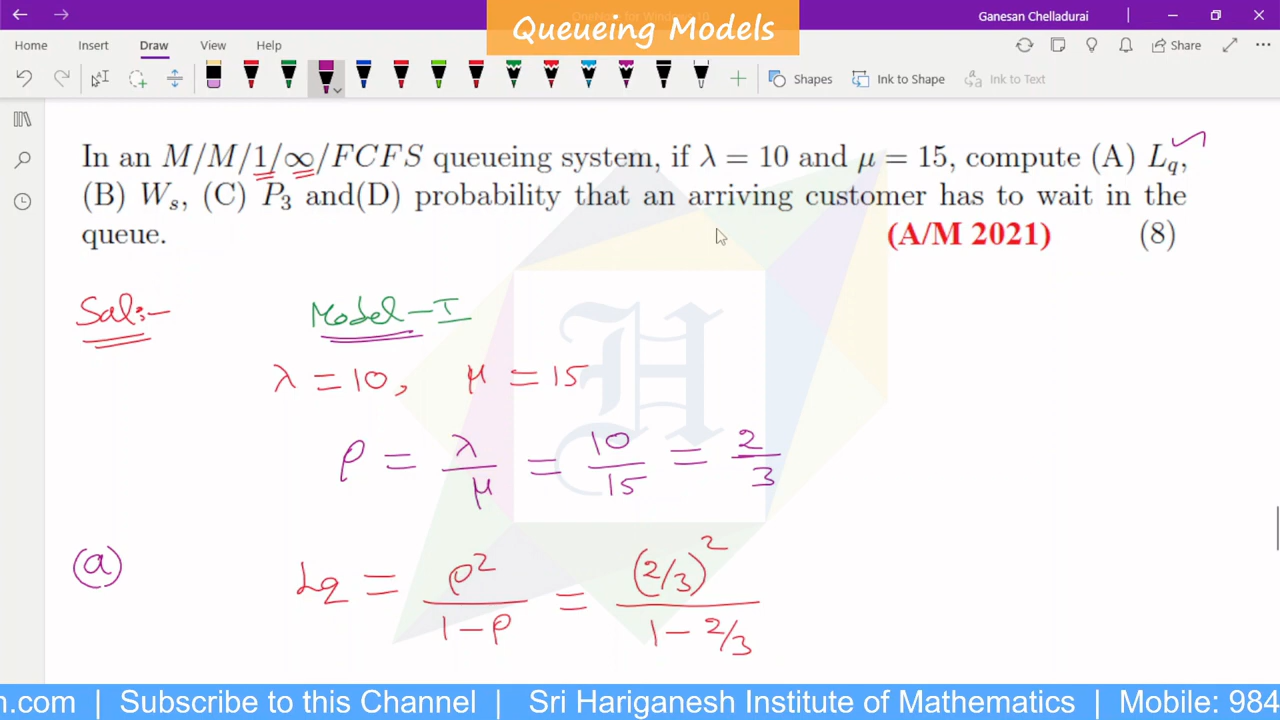 Queueing Models
Ganesan Chelladurai
Home Insert Draw View Help
Share
Shapes Ink to Shape Ink to Text
In an M/M/1/∞/FCFS queueing system, if λ = 10 and μ = 15, compute (A) L_q,
(B) W_s, (C) P_3 and(D) probability that an arriving customer has to wait in the
queue. (A/M 2021) (8)
Sol:- Model-I
λ = 10, μ = 15
ρ = λ/μ = 10/15 = 2/3
(a) Lq = ρ²/(1-ρ) = (2/3)²/(1-2/3)
n.com | Subscribe to this Channel | Sri Hariganesh Institute of Mathematics | Mobile: 984